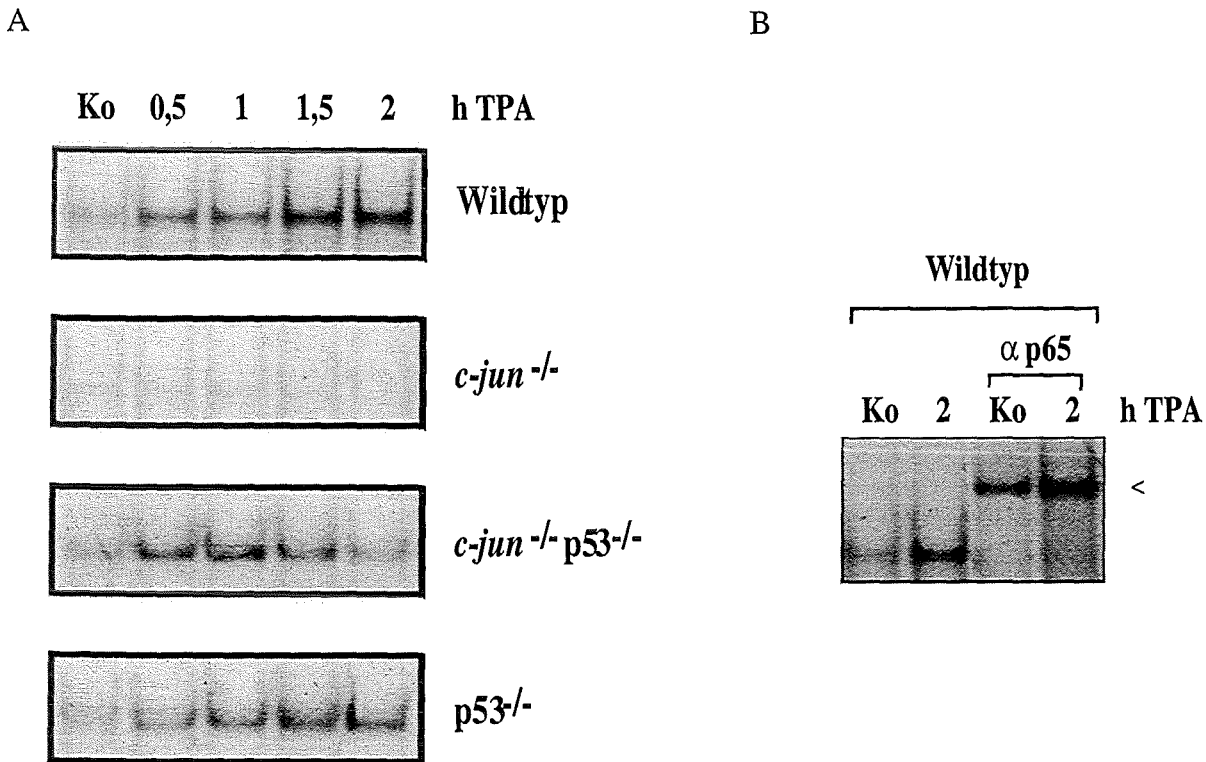 A
Ko 0,5 1 1,5 2 h TPA
Wildtyp
c-jun -/-
c-jun -/- p53-/-
p53-/-
B
Wildtyp
α p65
Ko 2 Ko 2 h TPA
<